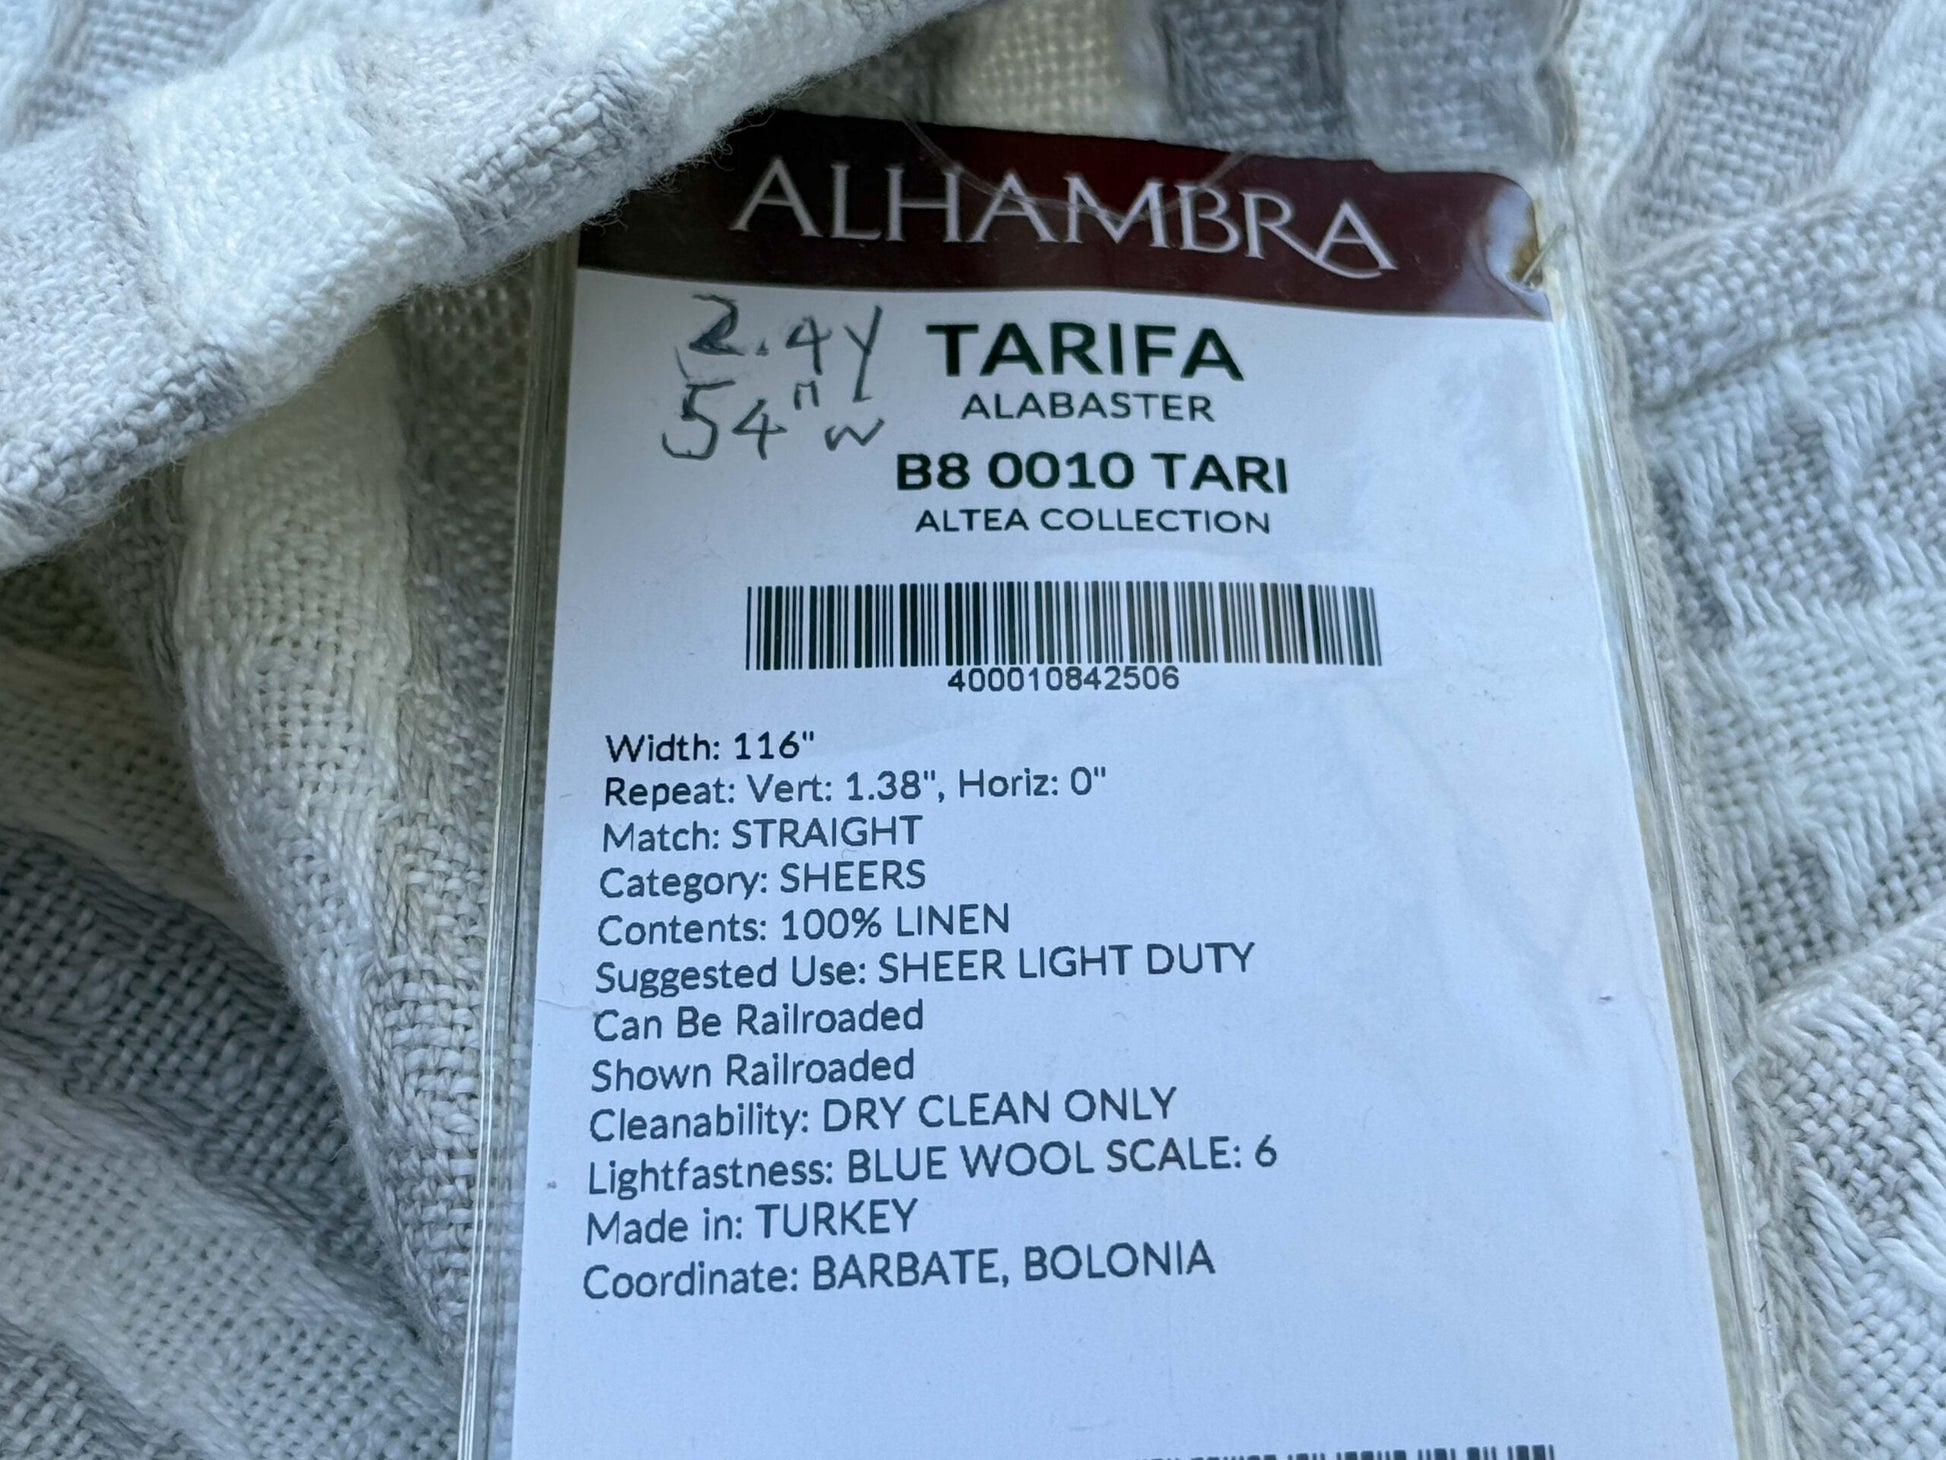 ALHAMBRA
2.4Y
54" W
TARIFA
ALABASTER
B8 0010 TARI
ALTEA COLLECTION
400010842506
Width: 116"
Repeat: Vert: 1.38", Horiz: 0"
Match: STRAIGHT
Category: SHEERS
Contents: 100% LINEN
Suggested Use: SHEER LIGHT DUTY
Can Be Railroaded
Shown Railroaded
Cleanability: DRY CLEAN ONLY
Lightfastness: BLUE WOOL SCALE: 6
Made in: TURKEY
Coordinate: BARBATE, BOLONIA